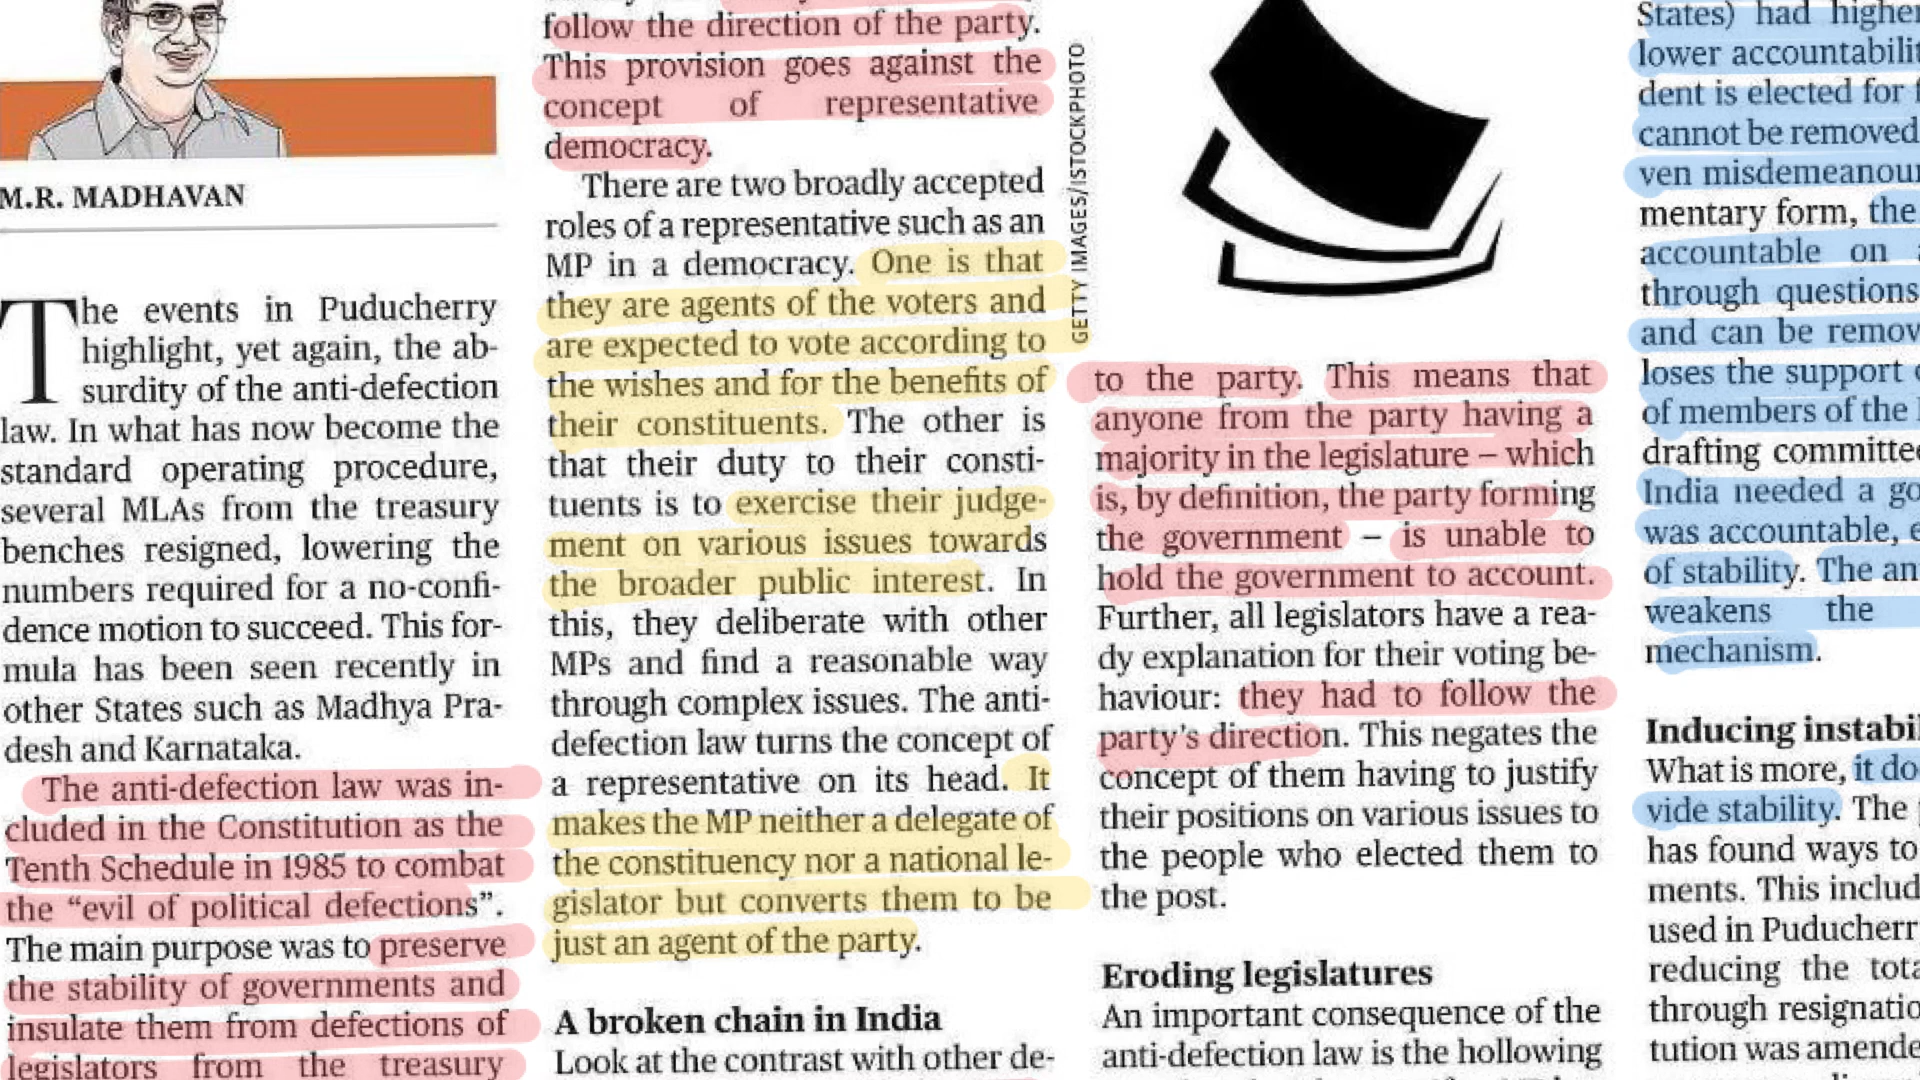 M.R. MADHAVAN
The events in Puducherry
highlight, yet again, the ab-
surdity of the anti-defection
law. In what has now become the
standard operating procedure,
several MLAs from the treasury
benches resigned, lowering the
numbers required for a no-confi-
dence motion to succeed. This for-
mula has been seen recently in
other States such as Madhya Pra-
desh and Karnataka.
The anti-defection law was in-
cluded in the Constitution as the
Tenth Schedule in 1985 to combat
the “evil of political defections”.
The main purpose was to preserve
the stability of governments and
insulate them from defections of
legislators from the treasury
follow the direction of the party.
This provision goes against the
concept of representative
democracy.
There are two broadly accepted
roles of a representative such as an
MP in a democracy. One is that
they are agents of the voters and
are expected to vote according to
the wishes and for the benefits of
their constituents. The other is
that their duty to their consti-
tuents is to exercise their judge-
ment on various issues towards
the broader public interest. In
this, they deliberate with other
MPs and find a reasonable way
through complex issues. The anti-
defection law turns the concept of
a representative on its head. It
makes the MP neither a delegate of
the constituency nor a national le-
gislator but converts them to be
just an agent of the party.
A broken chain in India
Look at the contrast with other de-
GETTY IMAGES/ISTOCKPHOTO
to the party. This means that
anyone from the party having a
majority in the legislature – which
is, by definition, the party forming
the government – is unable to
hold the government to account.
Further, all legislators have a rea-
dy explanation for their voting be-
haviour: they had to follow the
party’s direction. This negates the
concept of them having to justify
their positions on various issues to
the people who elected them to
the post.
Eroding legislatures
An important consequence of the
anti-defection law is the hollowing
States) had higher
lower accountabilit
dent is elected for
cannot be removed
ven misdemeanour
mentary form, the
accountable on
through questions
and can be remov
loses the support
of members of the
drafting committee
India needed a go
was accountable, e
of stability. The an
weakens the
mechanism.
Inducing instabil
What is more, it do
vide stability. The
has found ways to
ments. This includ
used in Puducherr
reducing the tota
through resignatio
tution was amende